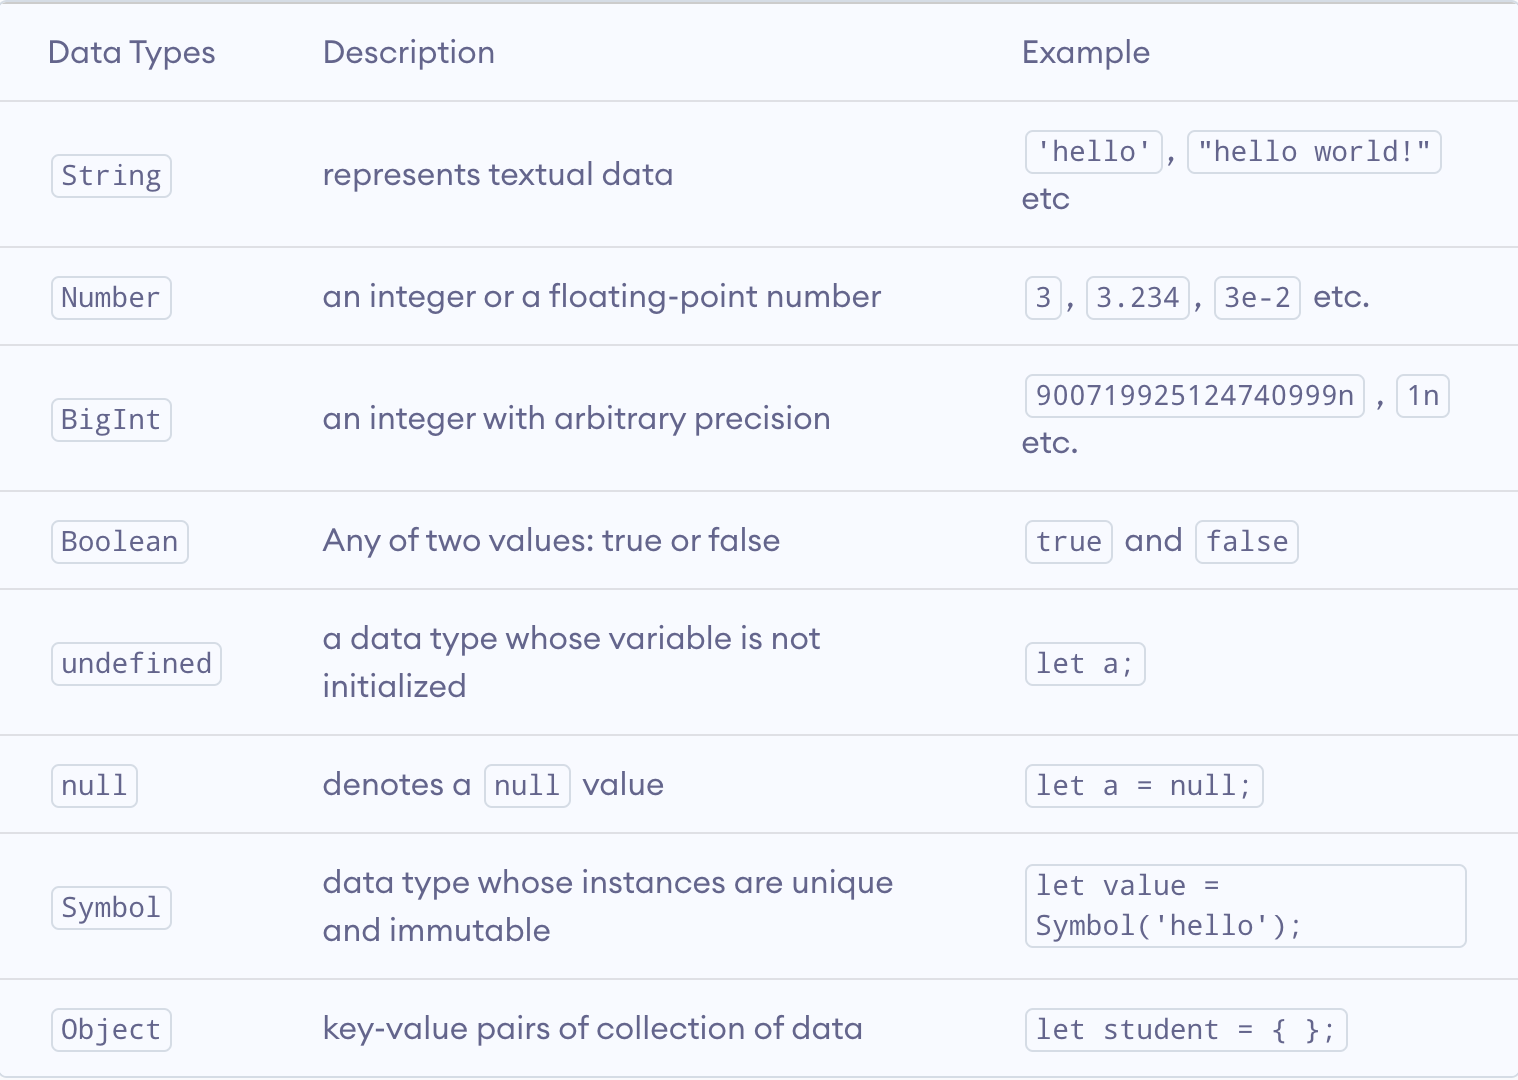 Data Types Description Example
String represents textual data 'hello', "hello world!"
etc
Number an integer or a floating-point number 3, 3.234, 3e-2 etc.
BigInt an integer with arbitrary precision 900719925124740999n , 1n
etc.
Boolean Any of two values: true or false true and false
undefined a data type whose variable is not
initialized
let a;
null denotes a null value let a = null;
Symbol data type whose instances are unique
and immutable
let value =
Symbol('hello');
Object key-value pairs of collection of data let student = { };